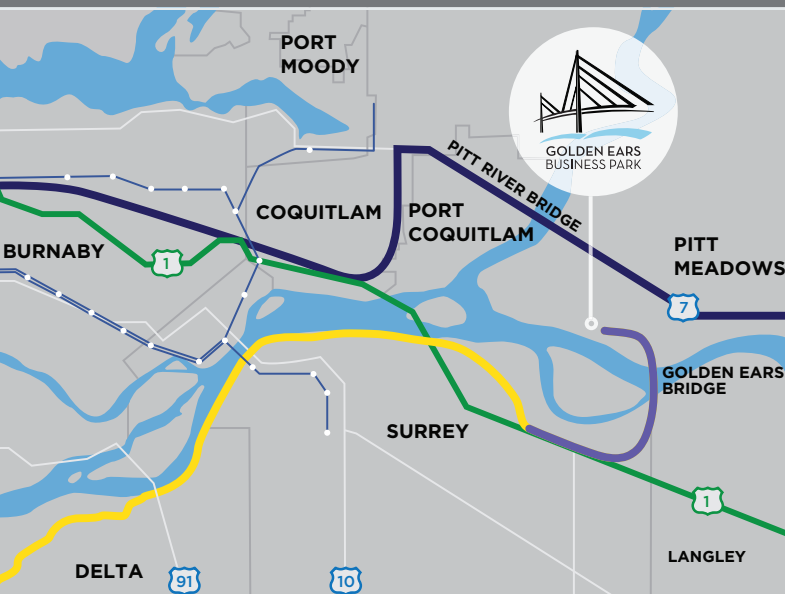 PORT
MOODY
GOLDEN EARS
BUSINESS PARK
PITT RIVER BRIDGE
COQUITLAM
PORT
COQUITLAM
BURNABY
1
PITT
MEADOWS
7
GOLDEN EARS
BRIDGE
SURREY
1
LANGLEY
DELTA
91
10